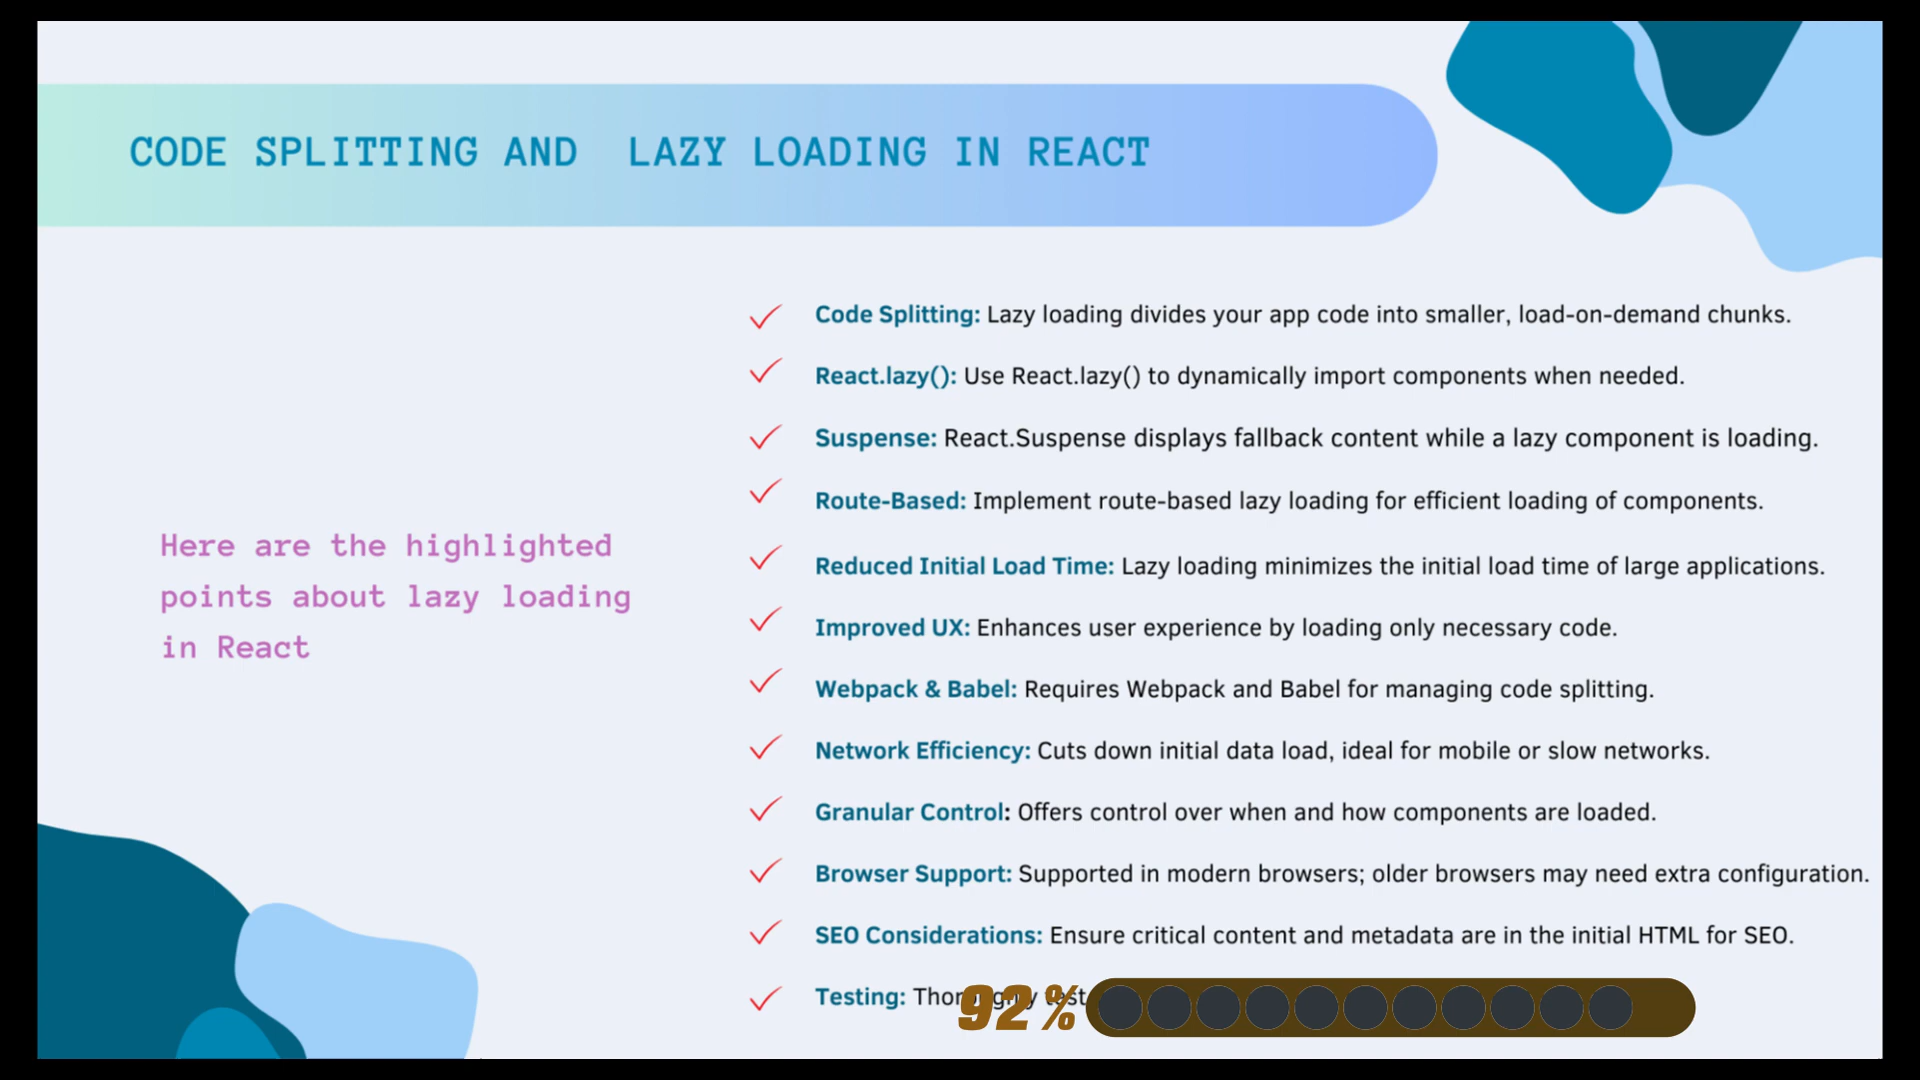 CODE SPLITTING AND LAZY LOADING IN REACT
Here are the highlighted
points about lazy loading
in React
Code Splitting: Lazy loading divides your app code into smaller, load-on-demand chunks.
React.lazy(): Use React.lazy() to dynamically import components when needed.
Suspense: React.Suspense displays fallback content while a lazy component is loading.
Route-Based: Implement route-based lazy loading for efficient loading of components.
Reduced Initial Load Time: Lazy loading minimizes the initial load time of large applications.
Improved UX: Enhances user experience by loading only necessary code.
Webpack & Babel: Requires Webpack and Babel for managing code splitting.
Network Efficiency: Cuts down initial data load, ideal for mobile or slow networks.
Granular Control: Offers control over when and how components are loaded.
Browser Support: Supported in modern browsers; older browsers may need extra configuration.
SEO Considerations: Ensure critical content and metadata are in the initial HTML for SEO.
Testing:
92%